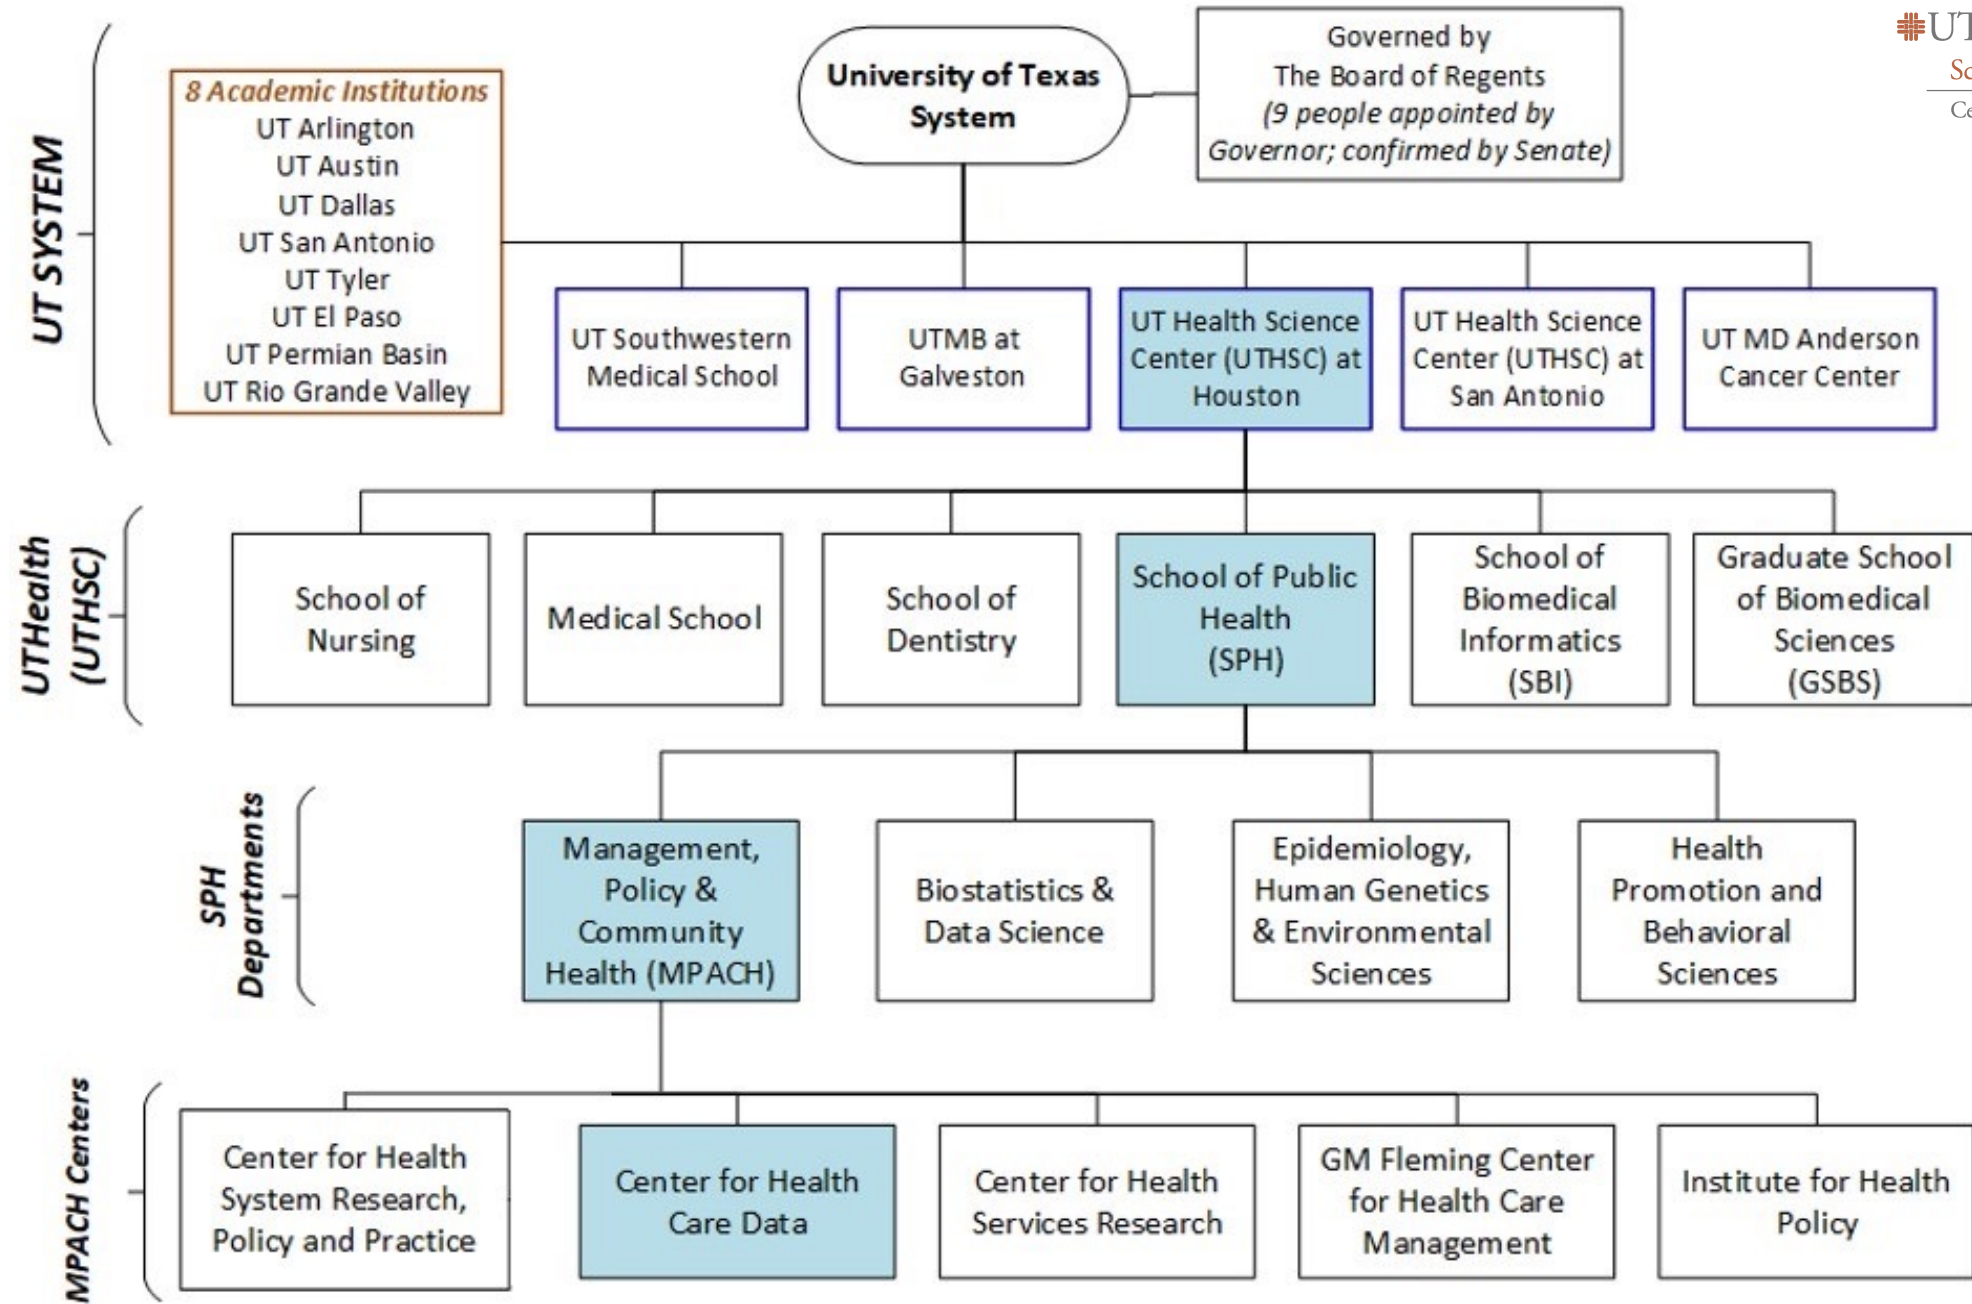 UT SYSTEM
8 Academic Institutions
UT Arlington
UT Austin
UT Dallas
UT San Antonio
UT Tyler
UT El Paso
UT Permian Basin
UT Rio Grande Valley
University of Texas
System
Governed by
The Board of Regents
(9 people appointed by
Governor; confirmed by Senate)
UT Southwestern
Medical School
UTMB at
Galveston
UT Health Science
Center (UTHSC) at
Houston
UT Health Science
Center (UTHSC) at
San Antonio
UT MD Anderson
Cancer Center
UTHealth
(UTHSC)
School of
Nursing
Medical School
School of
Dentistry
School of Public
Health
(SPH)
School of
Biomedical
Informatics
(SBI)
Graduate School
of Biomedical
Sciences
(GSBS)
SPH
Departments
Management,
Policy &
Community
Health (MPACH)
Biostatistics &
Data Science
Epidemiology,
Human Genetics
& Environmental
Sciences
Health
Promotion and
Behavioral
Sciences
MPACH Centers
Center for Health
System Research,
Policy and Practice
Center for Health
Care Data
Center for Health
Services Research
GM Fleming Center
for Health Care
Management
Institute for Health
Policy